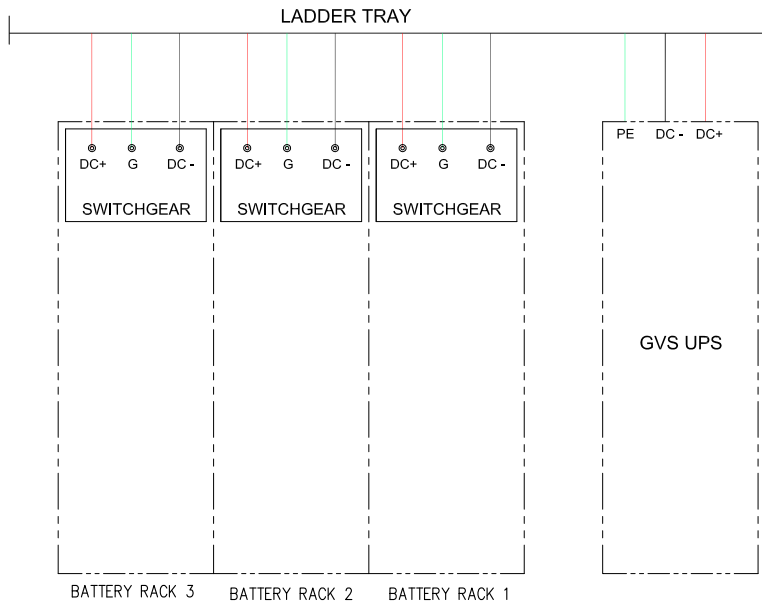 LADDER TRAY
DC+ G DC -
SWITCHGEAR
DC+ G DC -
SWITCHGEAR
DC+ G DC -
SWITCHGEAR
PE DC - DC+
GVS UPS
BATTERY RACK 3
BATTERY RACK 2
BATTERY RACK 1